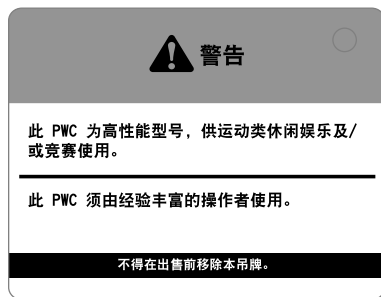 警告
此 PWC 为高性能型号，供运动类休闲娱乐及/
或竞赛使用。
此 PWC 须由经验丰富的操作者使用。
不得在出售前移除本吊牌。